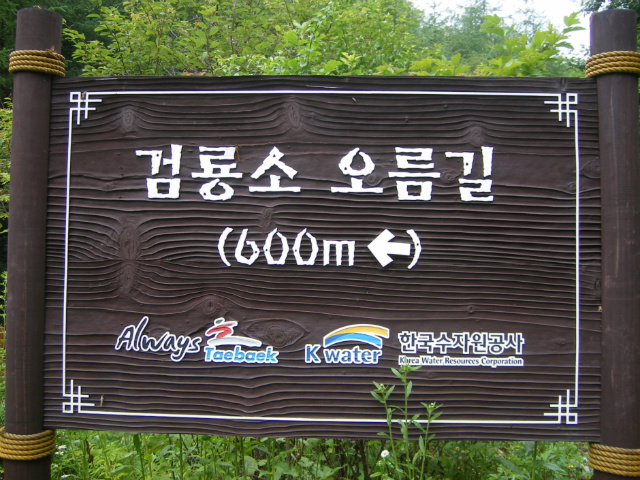 검룡소 오름길
(600m ←)
Always Taebaek K water 한국수자원공사
Korea Water Resources Corporation